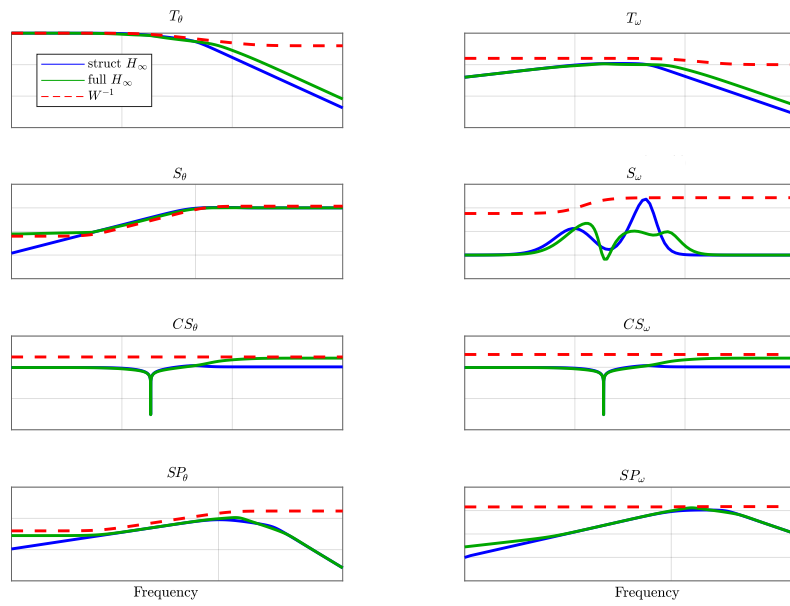 T_θ
T_ω
struct H_∞
full H_∞
W^{-1}
S_θ
S_ω
CS_θ
CS_ω
SP_θ
SP_ω
Frequency
Frequency